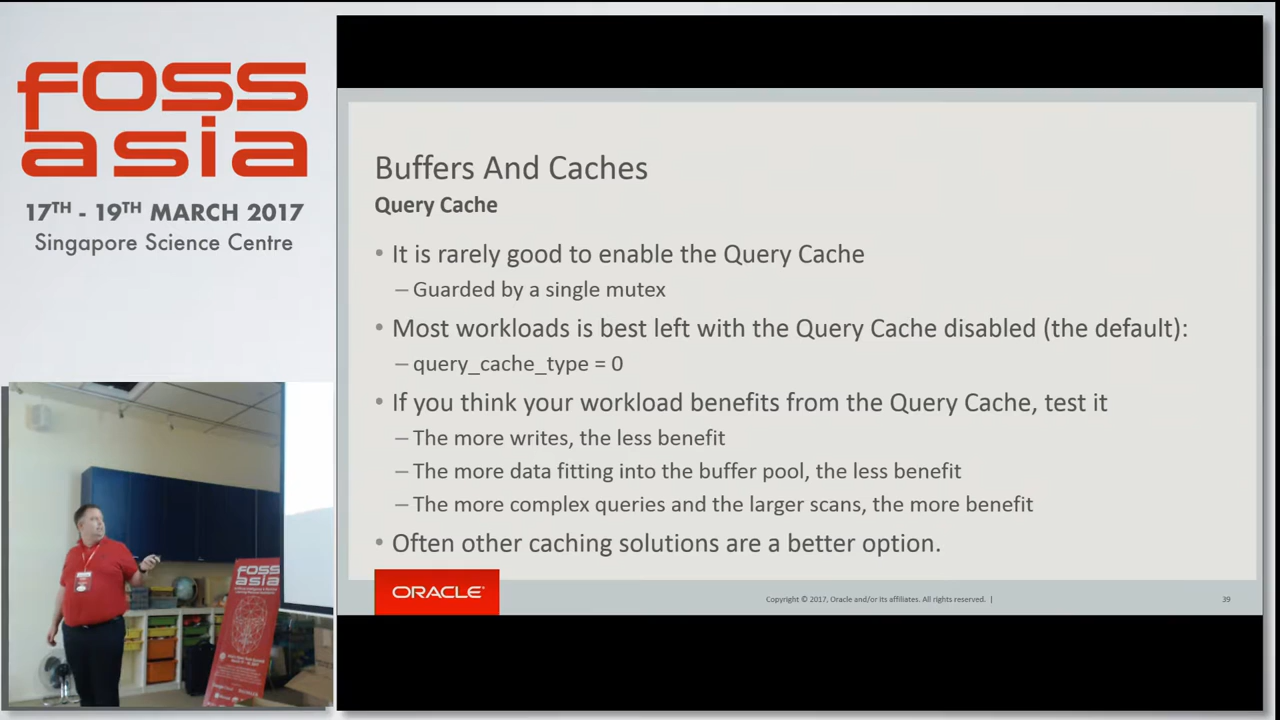 foss
asia
17TH - 19TH MARCH 2017
Singapore Science Centre
Buffers And Caches
Query Cache
• It is rarely good to enable the Query Cache
– Guarded by a single mutex
• Most workloads is best left with the Query Cache disabled (the default):
– query_cache_type = 0
• If you think your workload benefits from the Query Cache, test it
– The more writes, the less benefit
– The more data fitting into the buffer pool, the less benefit
– The more complex queries and the larger scans, the more benefit
• Often other caching solutions are a better option.
ORACLE®
Copyright © 2017, Oracle and/or its affiliates. All rights reserved. |
39
FOSS
ASIA